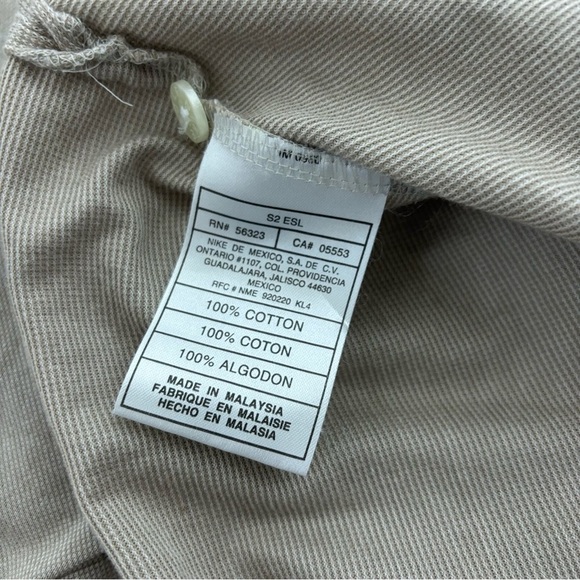 S2 ESL
RN# 56323 CA# 05553
NIKE DE MEXICO, S.A. DE C.V.
ONTARIO #1107, COL. PROVIDENCIA
GUADALAJARA, JALISCO 44630
MEXICO
RFC # NME 920220 KL4
100% COTTON
100% COTON
100% ALGODON
MADE IN MALAYSIA
FABRIQUE EN MALAISIE
HECHO EN MALASIA